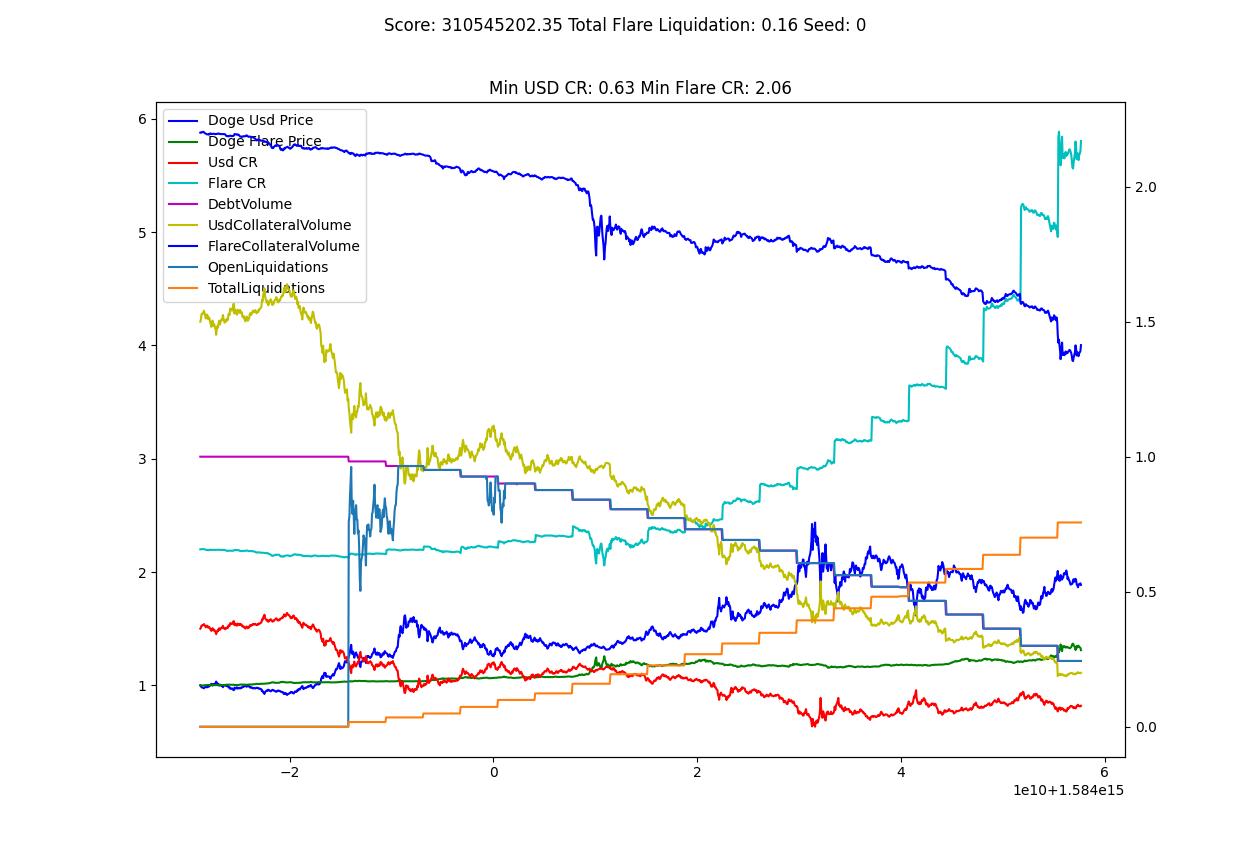 Score: 310545202.35 Total Flare Liquidation: 0.16 Seed: 0
Min USD CR: 0.63 Min Flare CR: 2.06
Doge Usd Price
Doge Flare Price
Usd CR
Flare CR
DebtVolume
UsdCollateralVolume
FlareCollateralVolume
OpenLiquidations
TotalLiquidations
6
5
4
3
2
1
2.0
1.5
1.0
0.5
0.0
−2
0
2
4
6
1e10+1.584e15